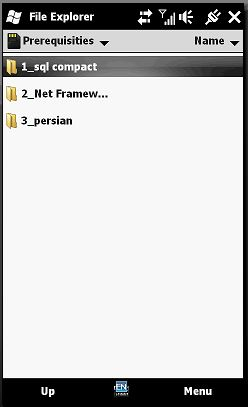 File Explorer
Prerequisities Name
1_sql compact
2_Net Framew...
3_persian
Up EN Menu